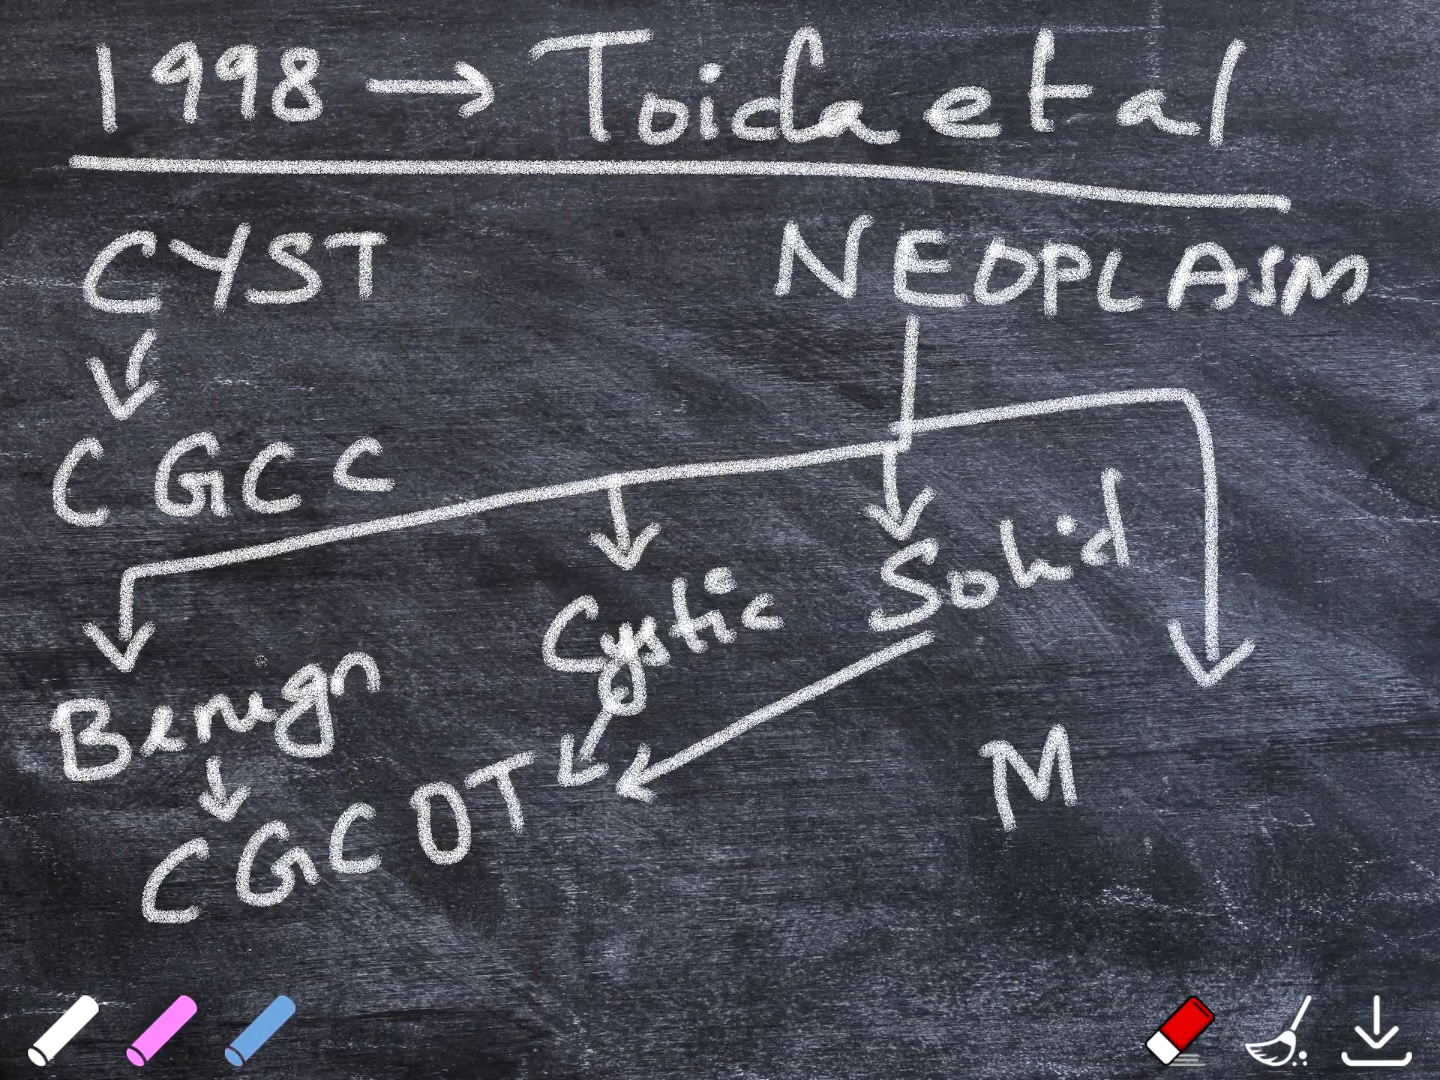 1998 → Toida et al
CYST NEOPLASM
CGCC
Cystic Solid
Benign
M
CGCOT